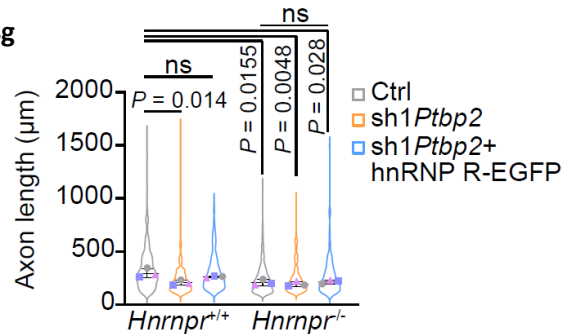 g
ns
ns
P = 0.014
P = 0.0155
P = 0.0048
P = 0.028
Axon length (μm)
2000
1500
1000
500
0
Hnrnpr+/+
Hnrnpr-/-
Ctrl
sh1Ptbp2
sh1Ptbp2+
hnRNP R-EGFP